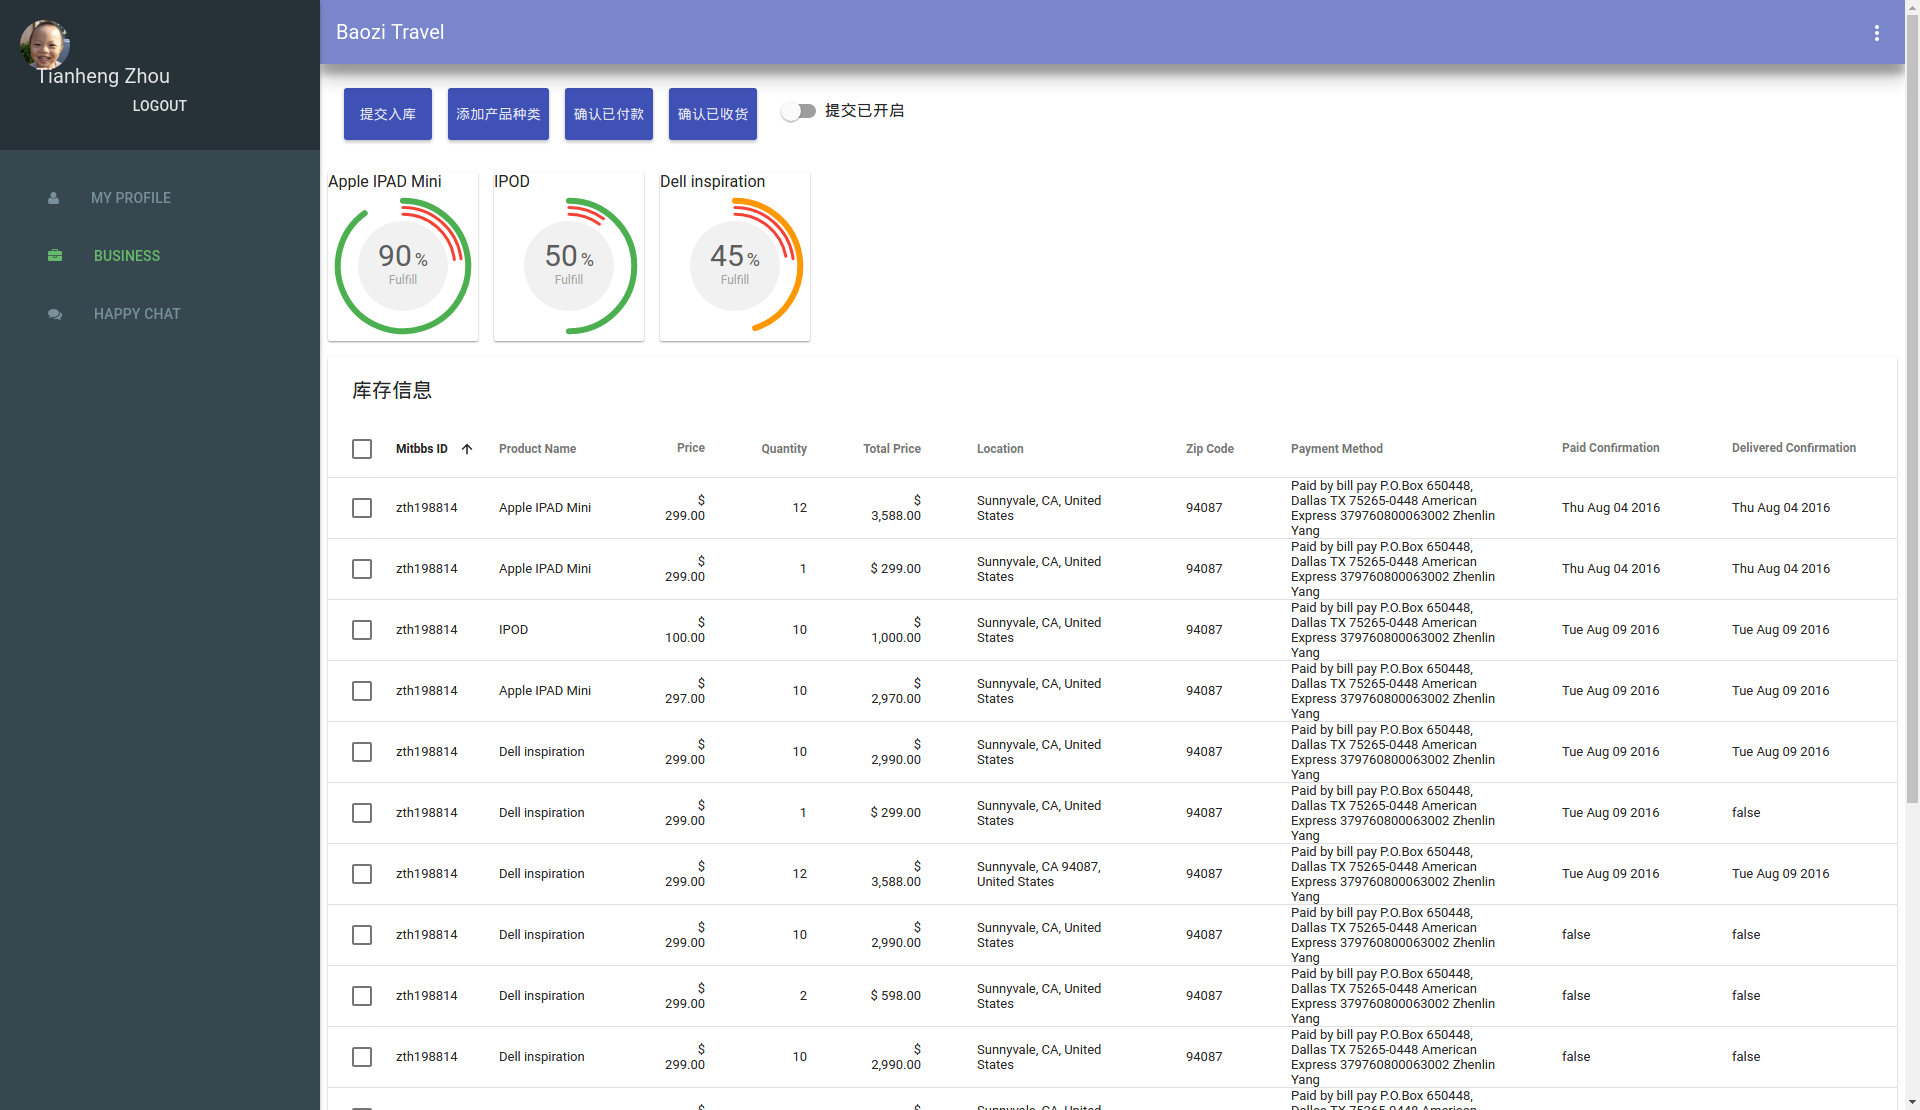 Tianheng Zhou
LOGOUT
MY PROFILE
BUSINESS
HAPPY CHAT
Baozi Travel
提交入库
添加产品种类
确认已付款
确认已收货
提交已开启
Apple IPAD Mini
90 %
Fulfill
IPOD
50 %
Fulfill
Dell inspiration
45 %
Fulfill
库存信息
Mitbbs ID Product Name Price Quantity Total Price Location Zip Code Payment Method Paid Confirmation Delivered Confirmation
zth198814 Apple IPAD Mini $ 299.00 12 $ 3,588.00 Sunnyvale, CA, United States 94087 Paid by bill pay P.O.Box 650448, Dallas TX 75265-0448 American Express 379760800063002 Zhenlin Yang Thu Aug 04 2016 Thu Aug 04 2016
zth198814 Apple IPAD Mini $ 299.00 1 $ 299.00 Sunnyvale, CA, United States 94087 Paid by bill pay P.O.Box 650448, Dallas TX 75265-0448 American Express 379760800063002 Zhenlin Yang Thu Aug 04 2016 Thu Aug 04 2016
zth198814 IPOD $ 100.00 10 $ 1,000.00 Sunnyvale, CA, United States 94087 Paid by bill pay P.O.Box 650448, Dallas TX 75265-0448 American Express 379760800063002 Zhenlin Yang Tue Aug 09 2016 Tue Aug 09 2016
zth198814 Apple IPAD Mini $ 297.00 10 $ 2,970.00 Sunnyvale, CA, United States 94087 Paid by bill pay P.O.Box 650448, Dallas TX 75265-0448 American Express 379760800063002 Zhenlin Yang Tue Aug 09 2016 Tue Aug 09 2016
zth198814 Dell inspiration $ 299.00 10 $ 2,990.00 Sunnyvale, CA, United States 94087 Paid by bill pay P.O.Box 650448, Dallas TX 75265-0448 American Express 379760800063002 Zhenlin Yang Tue Aug 09 2016 Tue Aug 09 2016
zth198814 Dell inspiration $ 299.00 1 $ 299.00 Sunnyvale, CA, United States 94087 Paid by bill pay P.O.Box 650448, Dallas TX 75265-0448 American Express 379760800063002 Zhenlin Yang Tue Aug 09 2016 false
zth198814 Dell inspiration $ 299.00 12 $ 3,588.00 Sunnyvale, CA 94087, United States 94087 Paid by bill pay P.O.Box 650448, Dallas TX 75265-0448 American Express 379760800063002 Zhenlin Yang Tue Aug 09 2016 Tue Aug 09 2016
zth198814 Dell inspiration $ 299.00 10 $ 2,990.00 Sunnyvale, CA, United States 94087 Paid by bill pay P.O.Box 650448, Dallas TX 75265-0448 American Express 379760800063002 Zhenlin Yang false false
zth198814 Dell inspiration $ 299.00 2 $ 598.00 Sunnyvale, CA, United States 94087 Paid by bill pay P.O.Box 650448, Dallas TX 75265-0448 American Express 379760800063002 Zhenlin Yang false false
zth198814 Dell inspiration $ 299.00 10 $ 2,990.00 Sunnyvale, CA, United States 94087 Paid by bill pay P.O.Box 650448, Dallas TX 75265-0448 American Express 379760800063002 Zhenlin Yang false false
$ $ Sunnyvale, CA, United Paid by bill pay P.O.Box 650448,